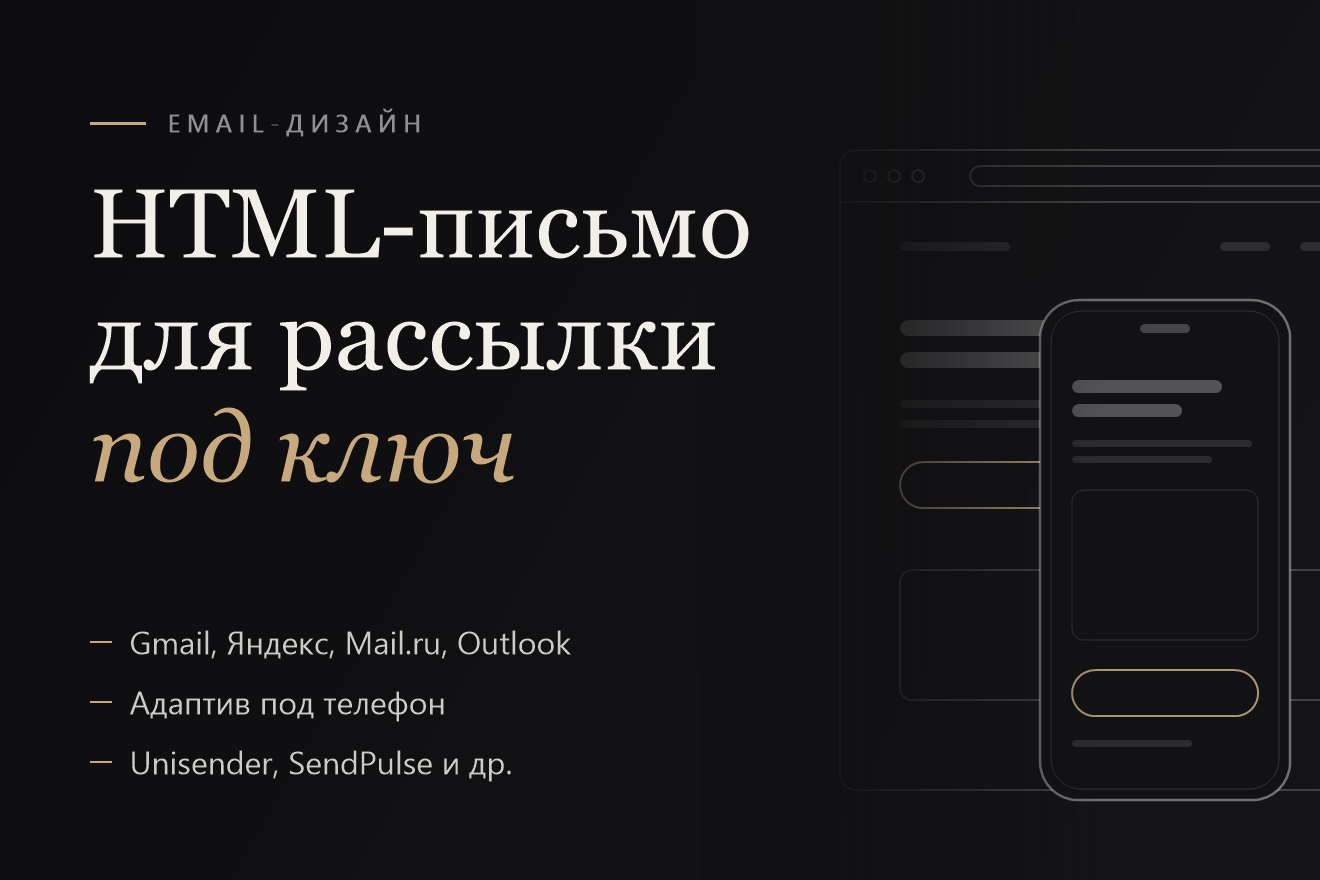 EMAIL-ДИЗАЙН
HTML-письмо
для рассылки
под ключ
— Gmail, Яндекс, Mail.ru, Outlook
— Адаптив под телефон
— Unisender, SendPulse и др.